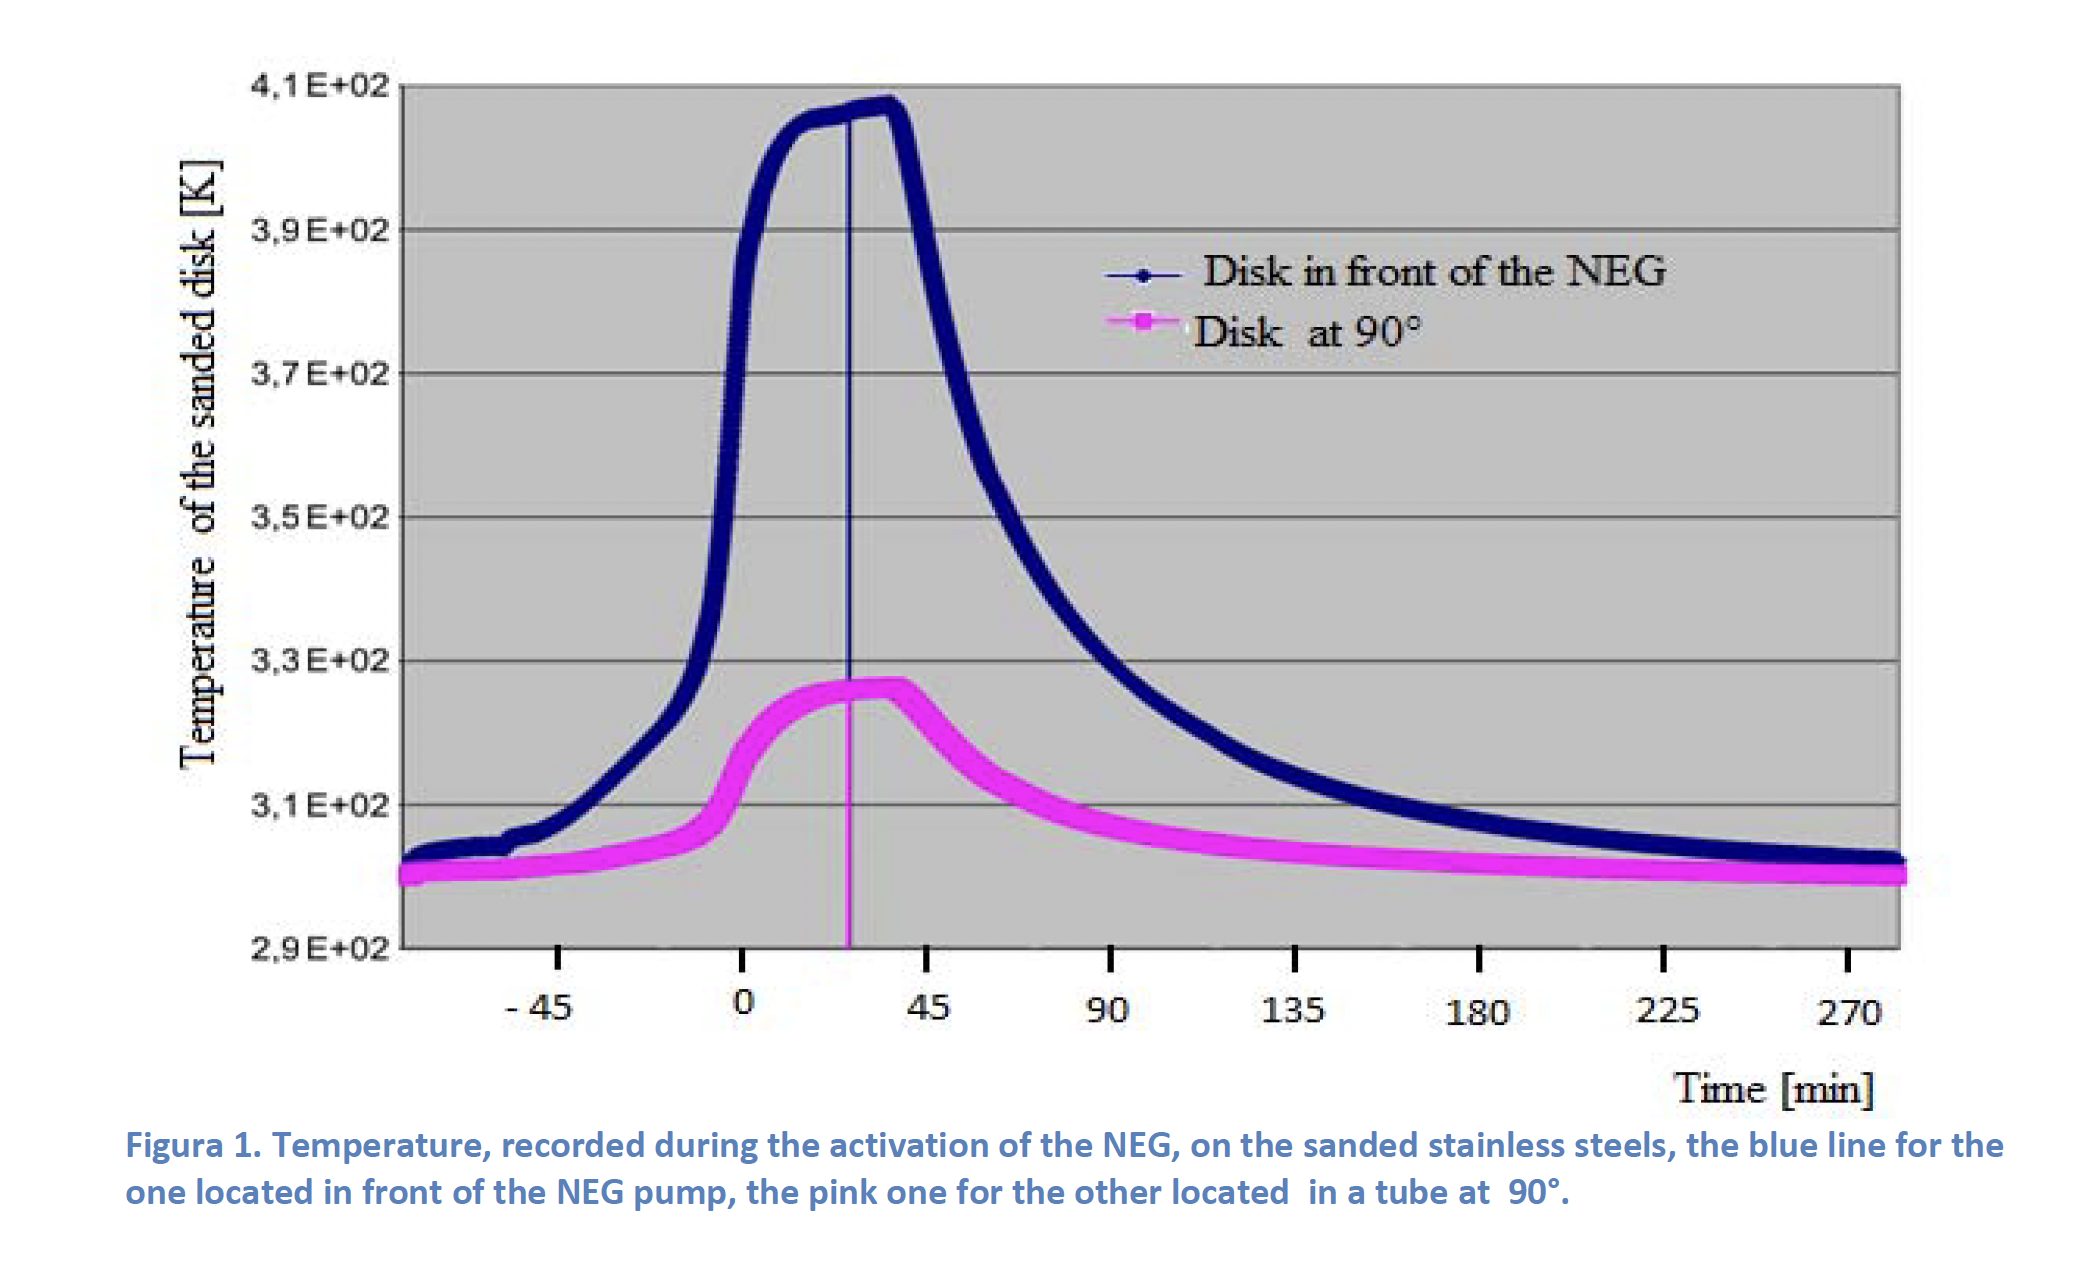 4,1E+02
3,9E+02
3,7E+02
3,5E+02
3,3E+02
3,1E+02
2,9E+02
Temperature of the sanded disk [K]
Disk in front of the NEG
Disk at 90°
- 45 0 45 90 135 180 225 270
Time [min]
Figura 1. Temperature, recorded during the activation of the NEG, on the sanded stainless steels, the blue line for the
one located in front of the NEG pump, the pink one for the other located in a tube at 90°.